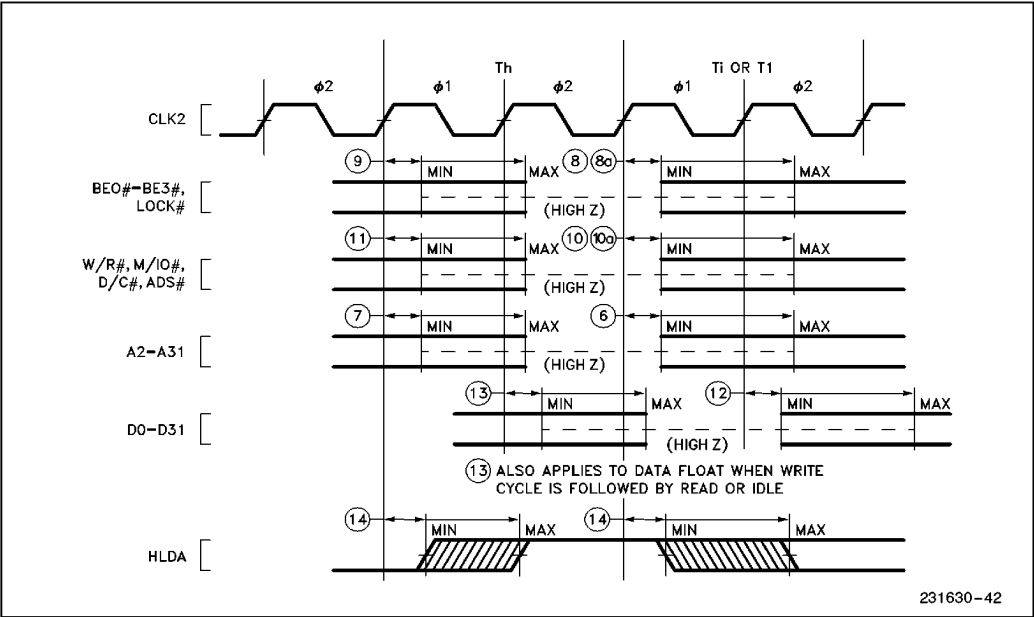 Th
Ti OR T1
ϕ2
ϕ1
ϕ2
ϕ1
ϕ2
CLK2
9
8
8a
MIN
MAX
MIN
MAX
BE0#-BE3#,
LOCK#
(HIGH Z)
11
10
10a
MIN
MAX
MIN
MAX
W/R#, M/IO#,
D/C#, ADS#
(HIGH Z)
7
6
MIN
MAX
MIN
MAX
A2-A31
(HIGH Z)
13
12
MIN
MAX
MIN
MAX
D0-D31
(HIGH Z)
13 ALSO APPLIES TO DATA FLOAT WHEN WRITE
CYCLE IS FOLLOWED BY READ OR IDLE
14
14
MIN
MAX
MIN
MAX
HLDA
231630-42